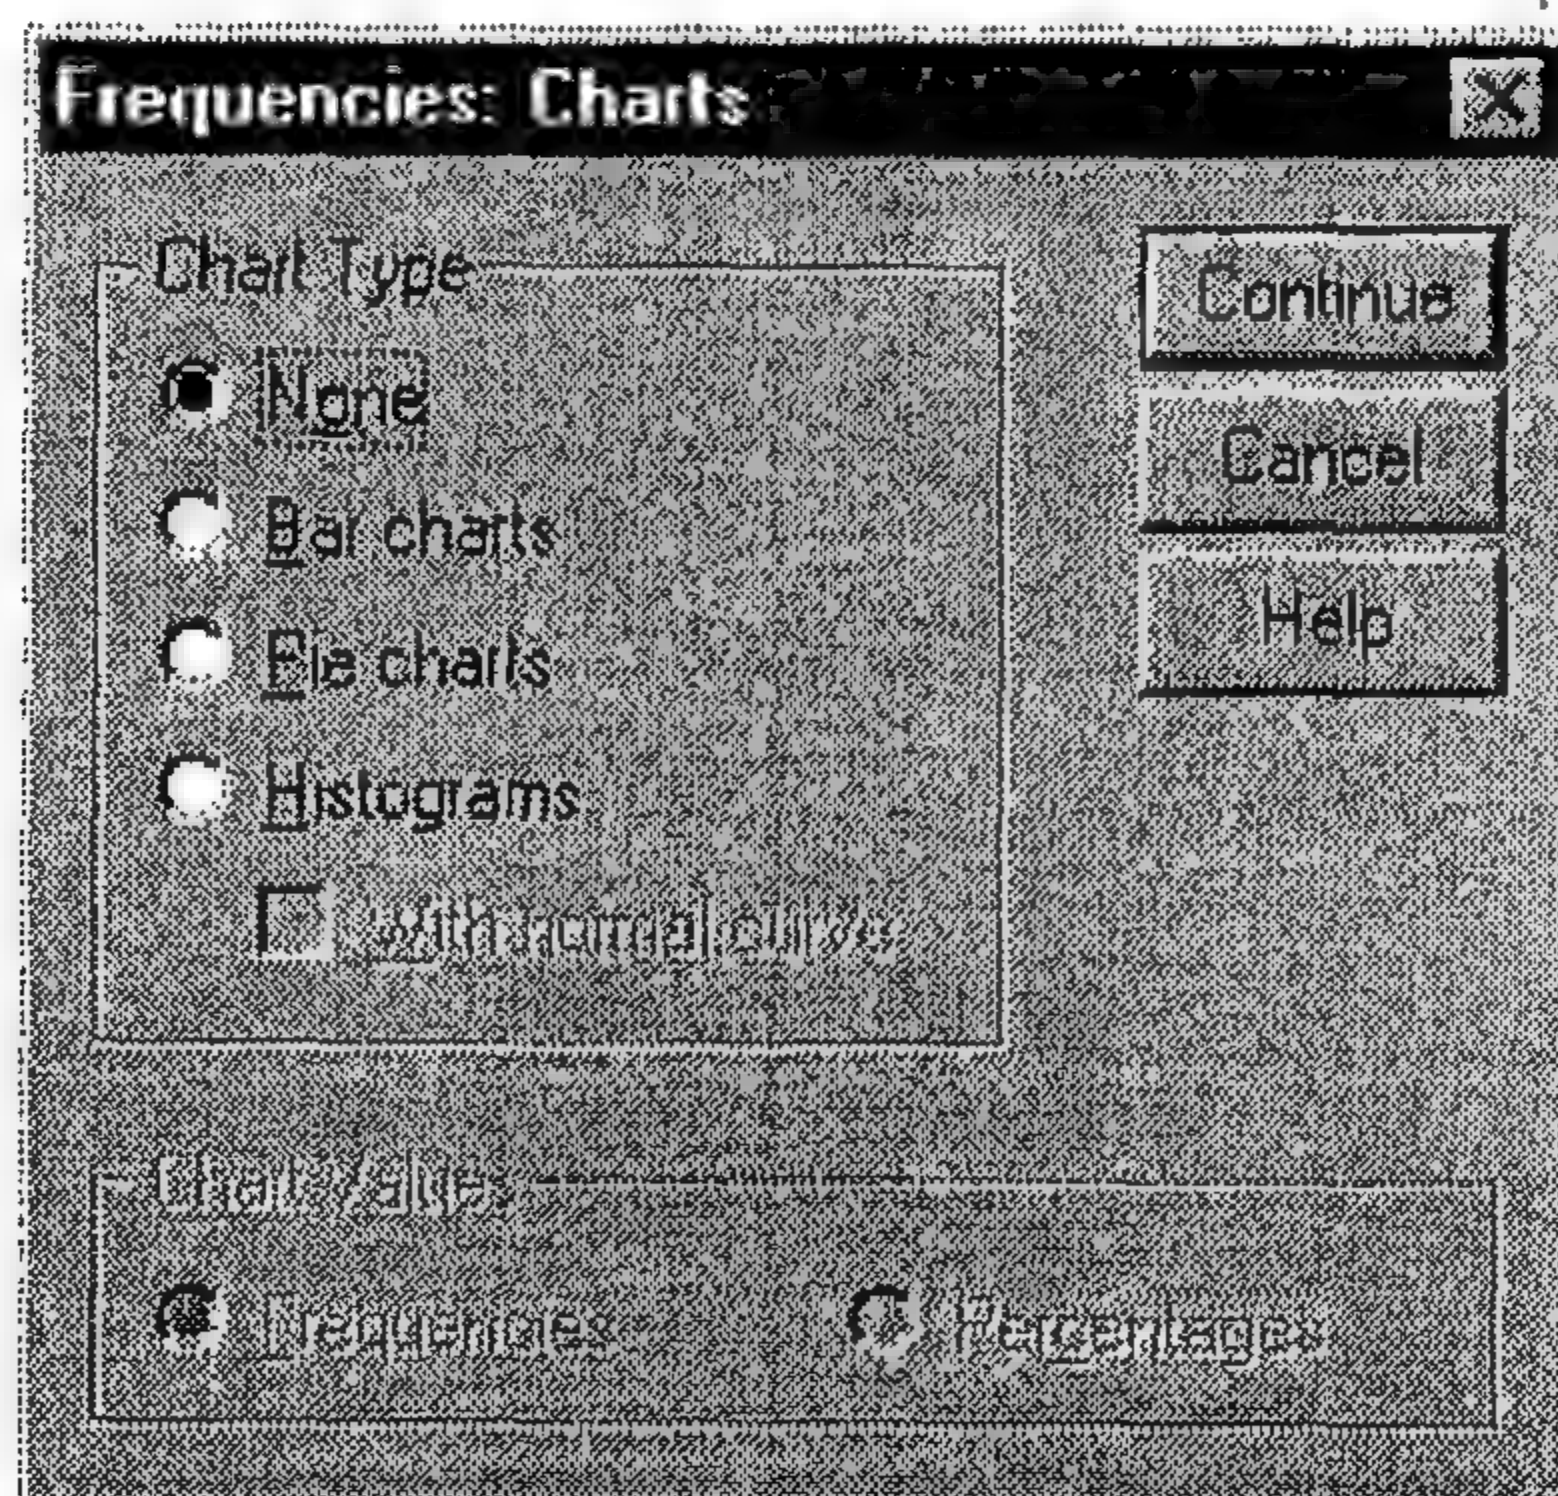 Frequencies: Charts
Chart Type
None
Bar charts
Pie charts
Histograms
With normal curve
Continue
Cancel
Help
Chart Values
Frequencies
Percentages